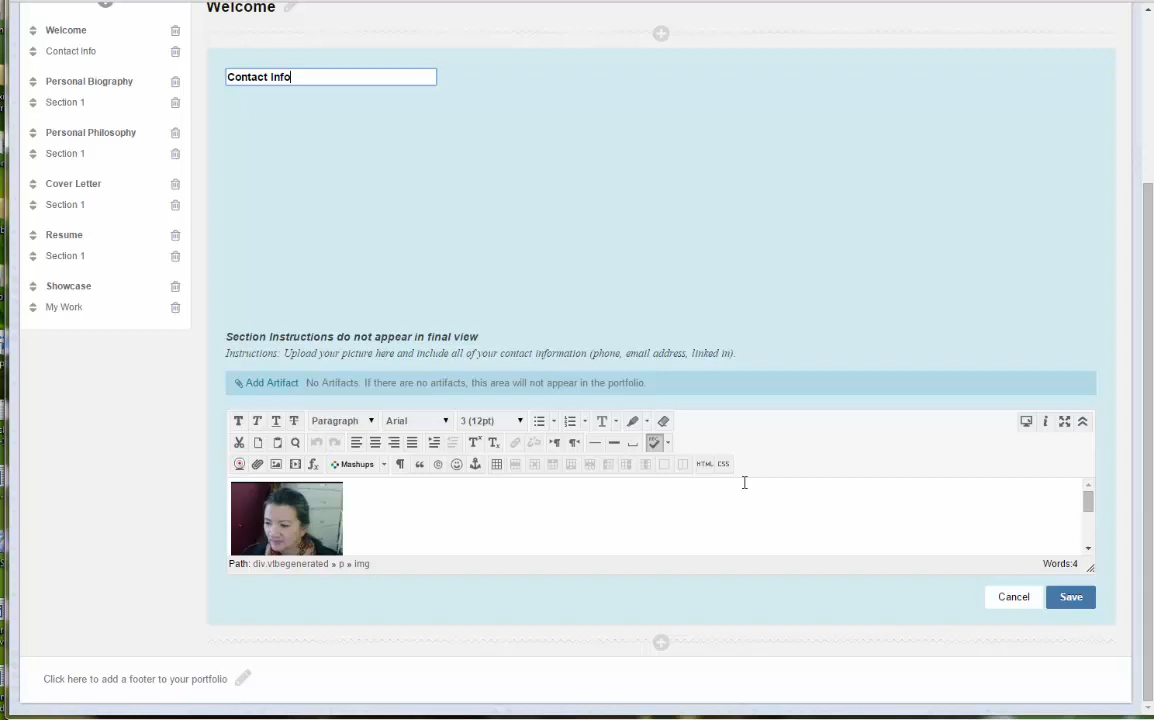 Welcome
Welcome
Contact Info
Personal Biography
Section 1
Personal Philosophy
Section 1
Cover Letter
Section 1
Resume
Section 1
Showcase
My Work
Contact Info
Section Instructions do not appear in final view
Instructions: Upload your picture here and include all of your contact information (phone, email address, linked in).
Add Artifact No Artifacts. If there are no artifacts, this area will not appear in the portfolio.
T T T T Paragraph Arial 3 (12pt) T
ABC
Mashups HTML CSS
Path: div.vtbegenerated » p » img Words:4
Cancel Save
Click here to add a footer to your portfolio